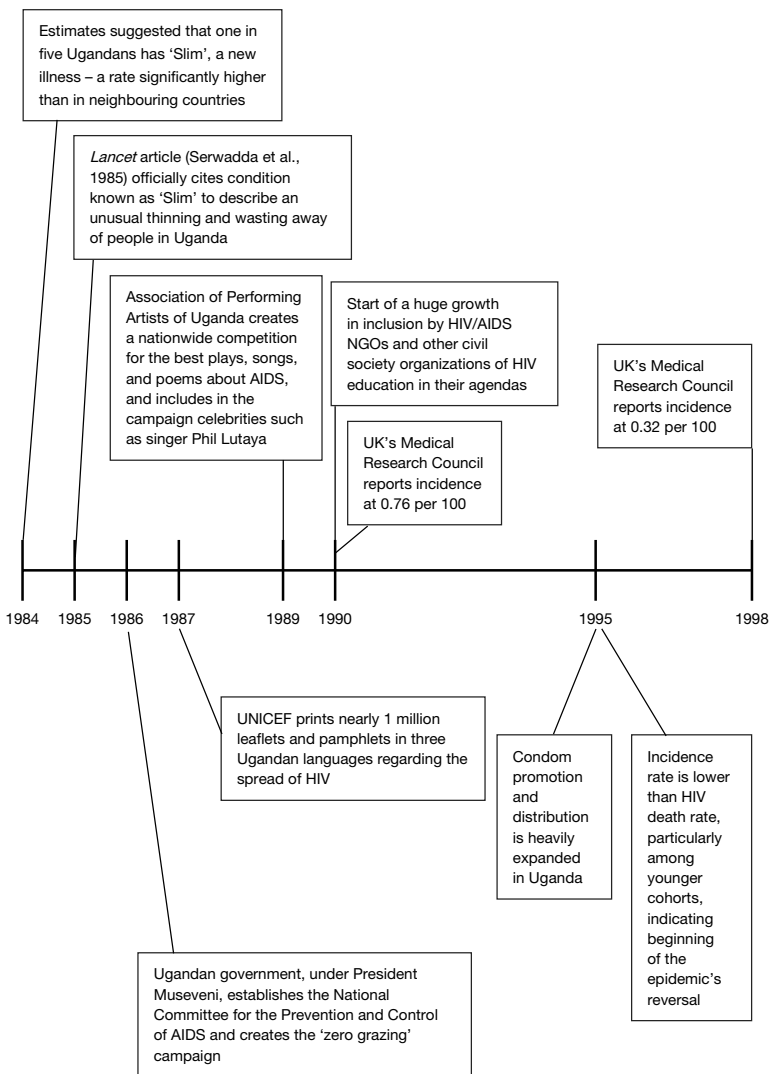 Estimates suggested that one in
five Ugandans has ‘Slim’, a new
illness – a rate significantly higher
than in neighbouring countries
Lancet article (Serwadda et al.,
1985) officially cites condition
known as ‘Slim’ to describe an
unusual thinning and wasting away
of people in Uganda
Association of Performing
Artists of Uganda creates
a nationwide competition
for the best plays, songs,
and poems about AIDS,
and includes in the
campaign celebrities such
as singer Phil Lutaya
Start of a huge growth
in inclusion by HIV/AIDS
NGOs and other civil
society organizations of HIV
education in their agendas
UK’s Medical
Research Council
reports incidence
at 0.76 per 100
UK’s Medical
Research Council
reports incidence
at 0.32 per 100
1984 1985 1986 1987 1989 1990 1995 1998
UNICEF prints nearly 1 million
leaflets and pamphlets in three
Ugandan languages regarding the
spread of HIV
Condom
promotion
and
distribution
is heavily
expanded
in Uganda
Incidence
rate is lower
than HIV
death rate,
particularly
among
younger
cohorts,
indicating
beginning
of the
epidemic’s
reversal
Ugandan government, under President
Museveni, establishes the National
Committee for the Prevention and Control
of AIDS and creates the ‘zero grazing’
campaign